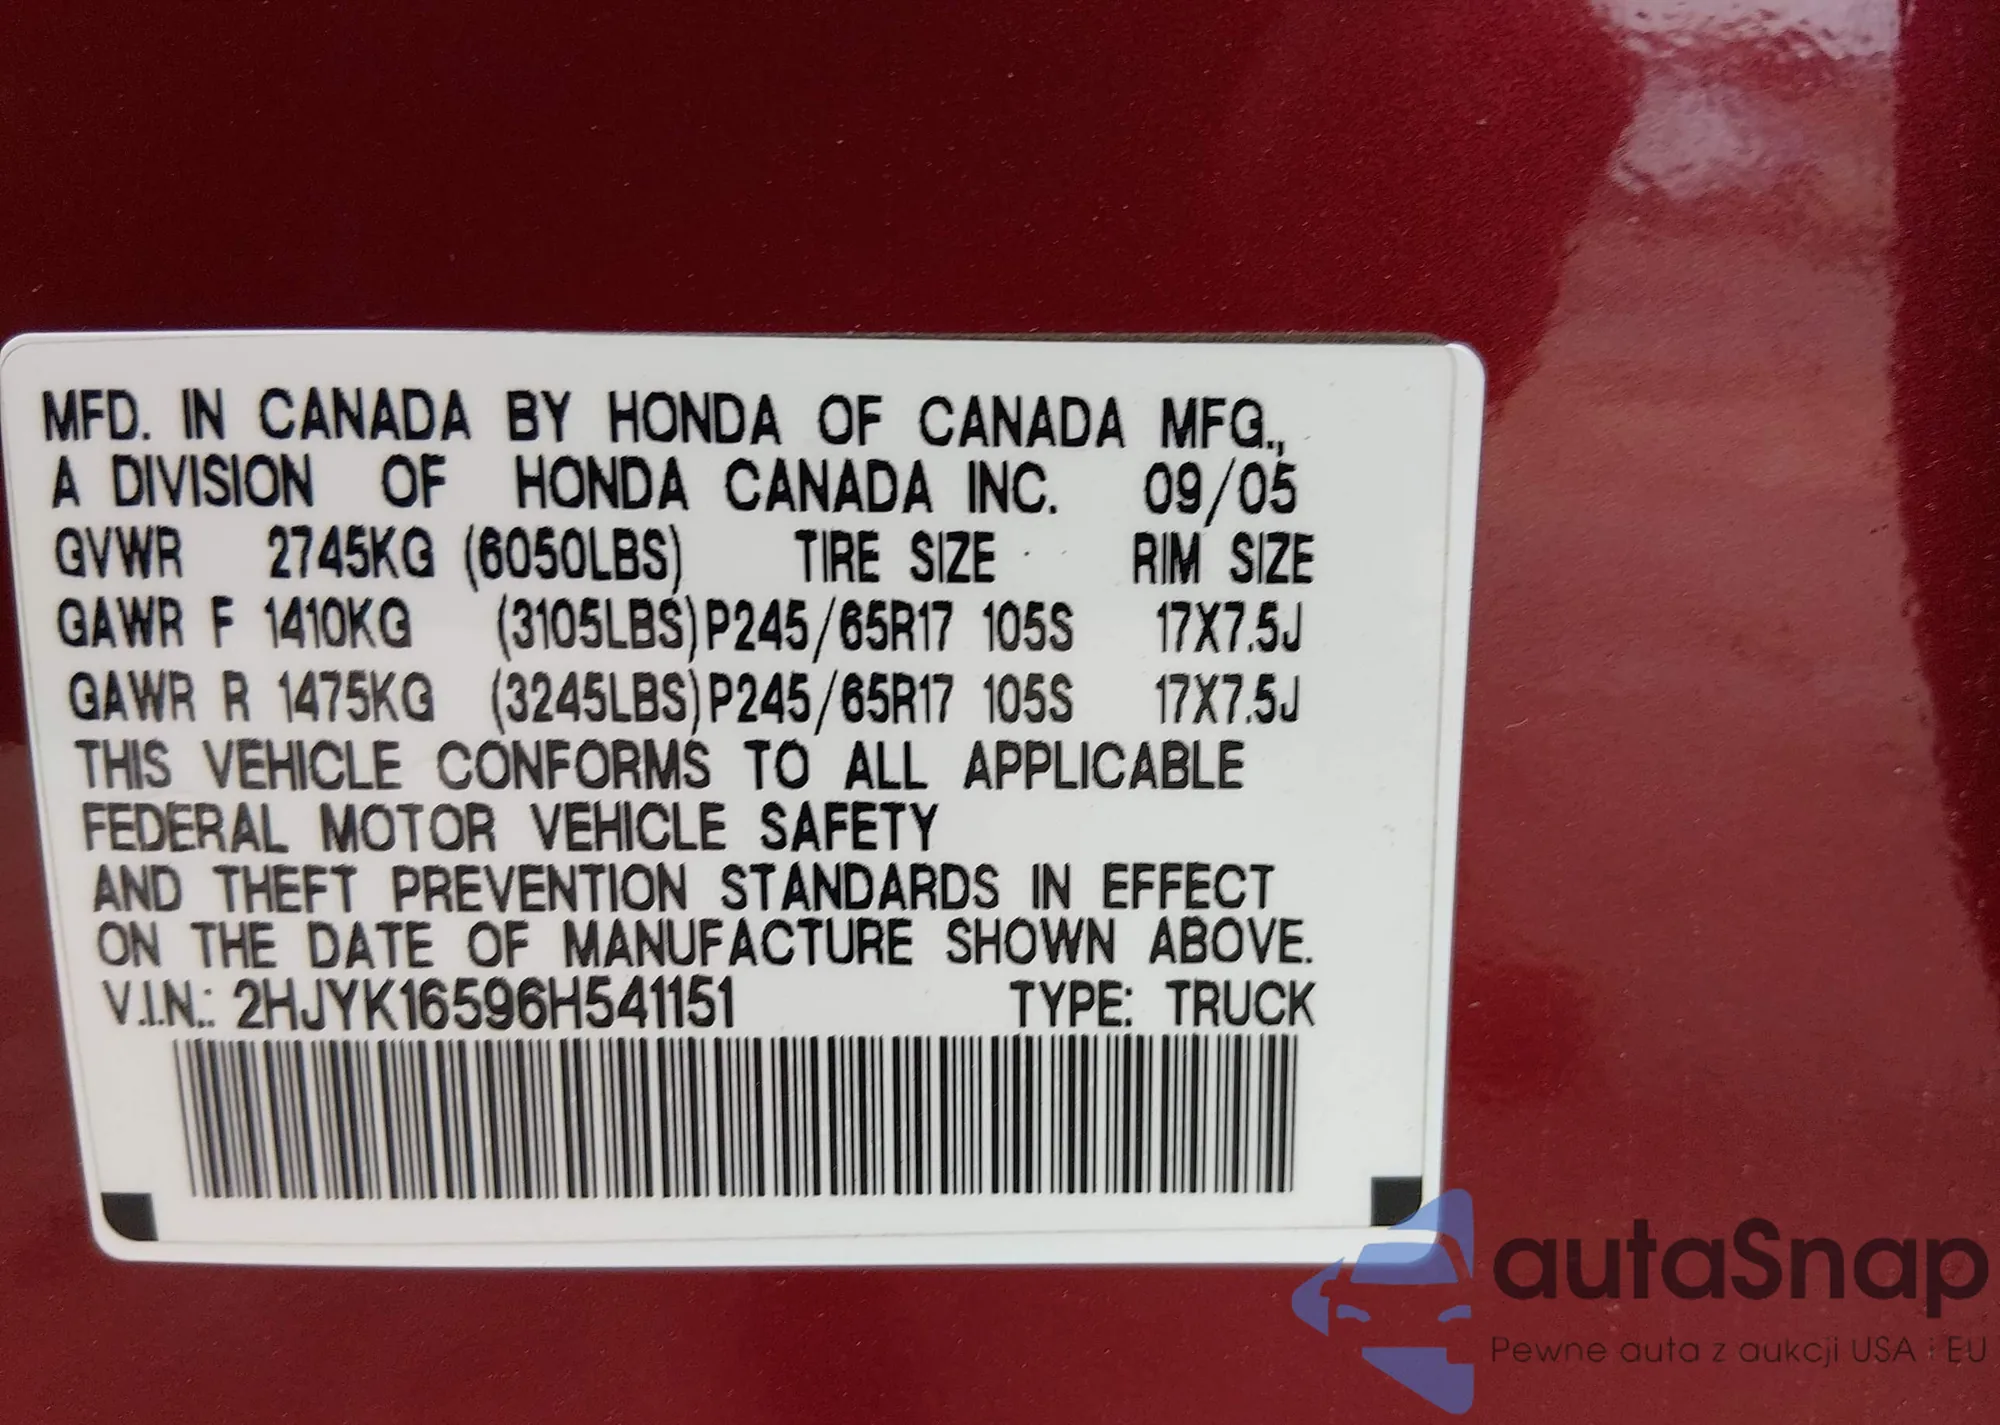 MFD. IN CANADA BY HONDA OF CANADA MFG.,
A DIVISION OF HONDA CANADA INC. 09/05
GVWR 2745KG (6050LBS) TIRE SIZE RIM SIZE
GAWR F 1410KG (3105LBS) P245/65R17 105S 17X7.5J
GAWR R 1475KG (3245LBS) P245/65R17 105S 17X7.5J
THIS VEHICLE CONFORMS TO ALL APPLICABLE
FEDERAL MOTOR VEHICLE SAFETY
AND THEFT PREVENTION STANDARDS IN EFFECT
ON THE DATE OF MANUFACTURE SHOWN ABOVE.
V.I.N.: 2HJYK16596H541151 TYPE: TRUCK
autaSnap
Pewne auta z aukcji USA i EU